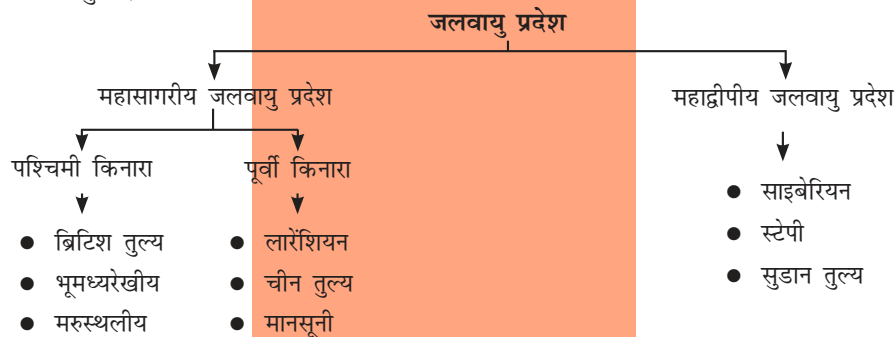 जलवायु प्रदेश
महासागरीय जलवायु प्रदेश
महाद्वीपीय जलवायु प्रदेश
पश्चिमी किनारा
पूर्वी किनारा
● ब्रिटिश तुल्य
● भूमध्यरेखीय
● मरुस्थलीय
● लारेंशियन
● चीन तुल्य
● मानसूनी
● साइबेरियन
● स्टेपी
● सुडान तुल्य